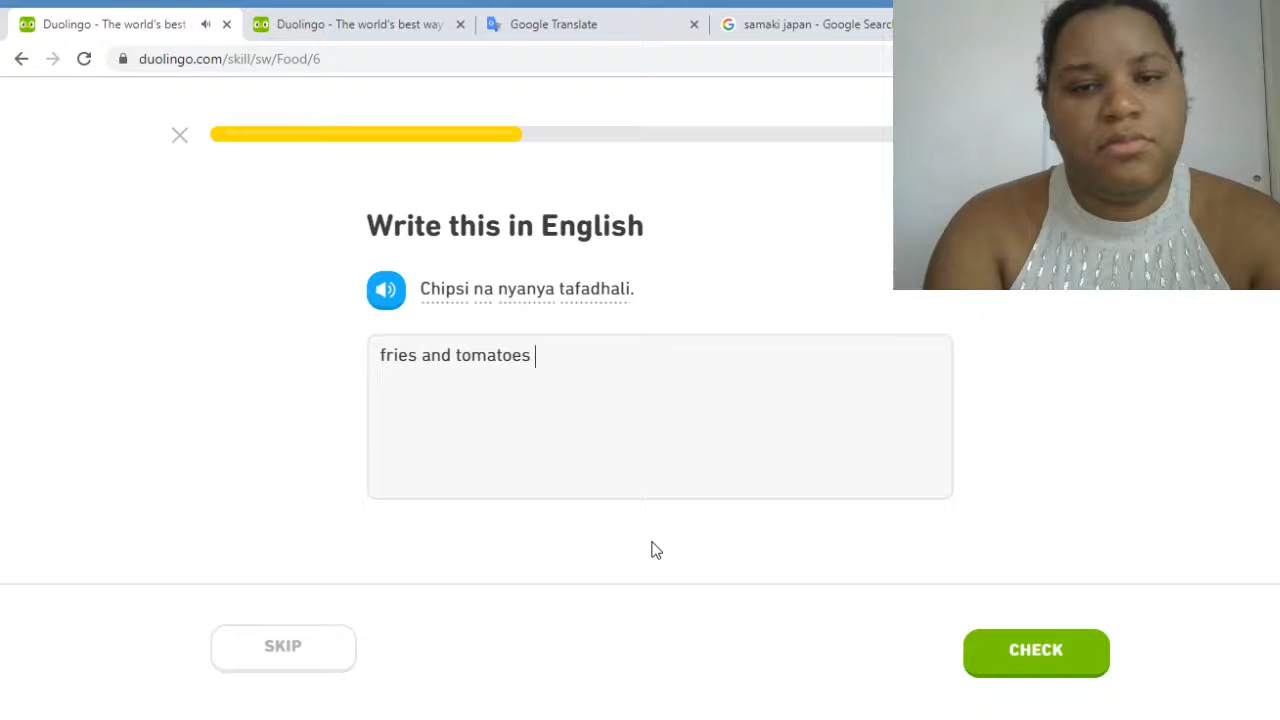 Duolingo - The world's best
Duolingo - The world's best way
Google Translate
samaki japan - Google Searc
duolingo.com/skill/sw/Food/6
Write this in English
Chipsi na nyanya tafadhali.
fries and tomatoes
SKIP
CHECK